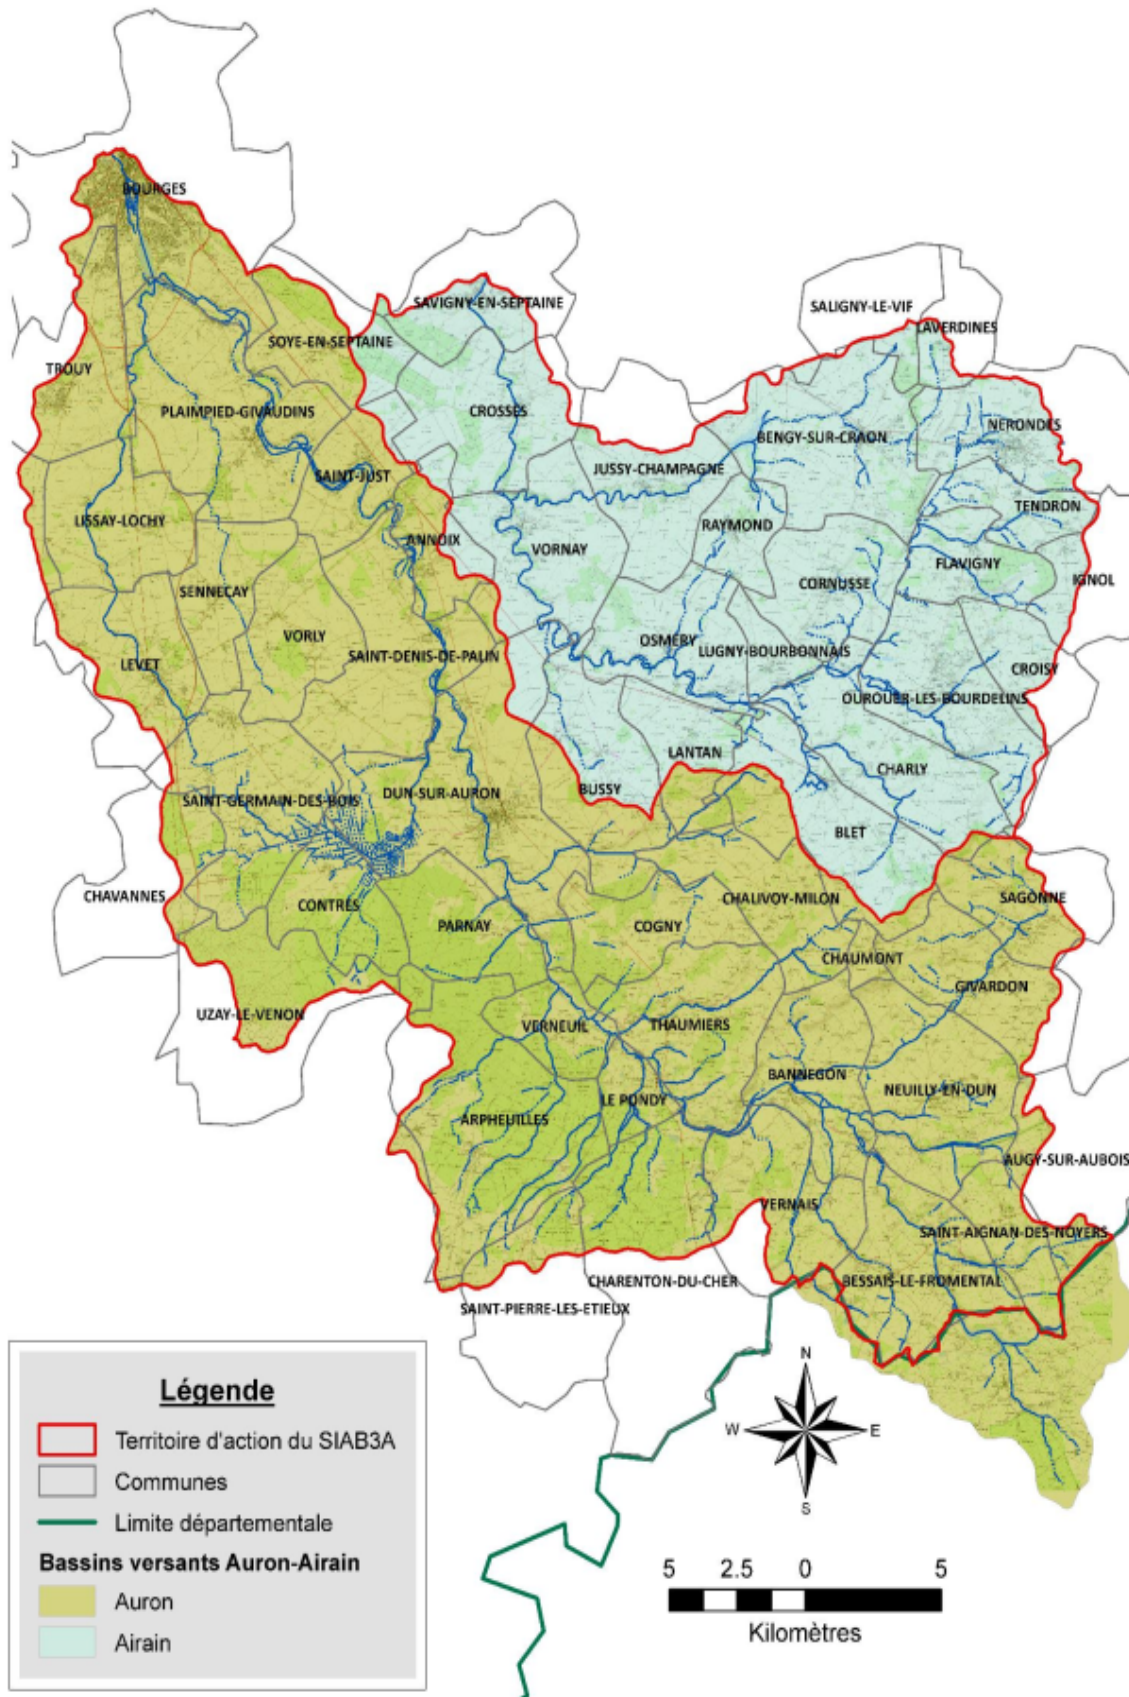 BOURGES
SAVIGNY-EN-SEPTAINE
SALIGNY-LE-VIF
LAVERDINES
SOYE-EN-SEPTAINE
TROUY
PLAIMPIED-GIVAUDINS
CROSSES
BENGY-SUR-CRAON
NERONDES
JUSSY-CHAMPAGNE
SAINT-JUST
TENDRON
LISSAY-LOCHY
RAYMOND
ANNOIX
VORNAY
FLAVIGNY
IGNOL
SENNECAY
CORNUSSE
VORLY
OSMERY
LUGNY-BOURBONNAIS
SAINT-DENIS-DE-PALIN
LEVET
CROISY
OUROUER-LES-BOURDELINS
LANTAN
CHARLY
BUSSY
DUN-SUR-AURON
SAINT-GERMAIN-DES-BOIS
BLET
CHAVANNES
CONTRES
CHALIVOY-MILON
SAGONNE
PARNAY
COGNY
CHAUMONT
GIVARDON
UZAY-LE-VENON
VERNEUIL
THAUMIERS
BANNEGON
NEUILLY-EN-DUN
LE PONDY
ARPHEUILLES
AUGY-SUR-AUBOIS
VERNAIS
SAINT-AIGNAN-DES-NOYERS
CHARENTON-DU-CHER
BESSAIS-LE-FROMENTAL
SAINT-PIERRE-LES-ETIEUX
Légende
Territoire d'action du SIAB3A
Communes
Limite départementale
Bassins versants Auron-Airain
Auron
Airain
N
W E
S
5 2.5 0 5
Kilomètres